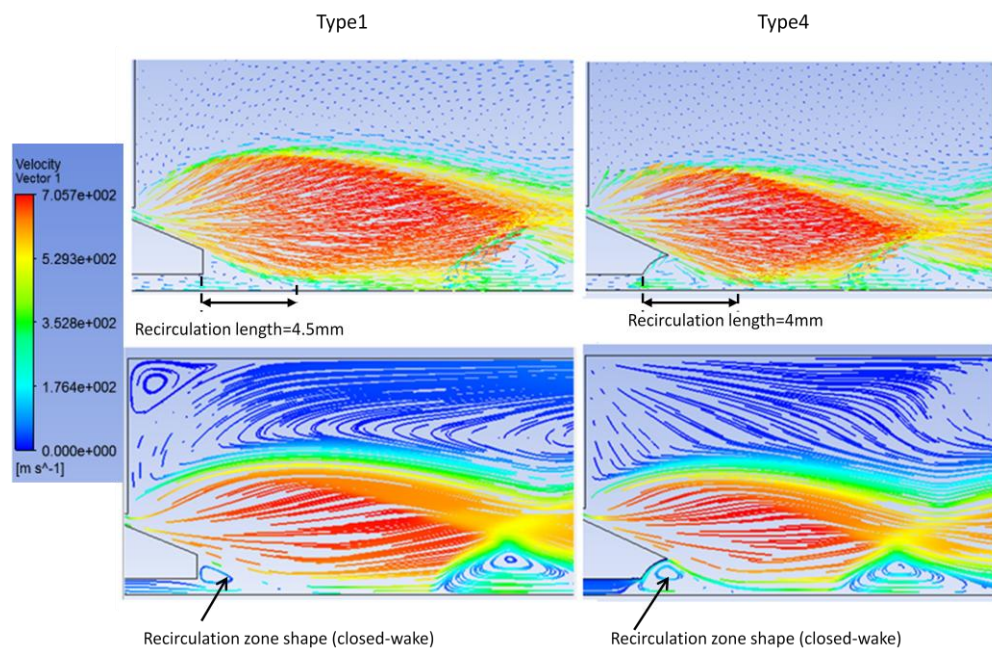 Type1
Type4
Velocity
Vector 1
7.057e+002
5.293e+002
3.528e+002
1.764e+002
0.000e+000
[m s^-1]
Recirculation length=4.5mm
Recirculation length=4mm
Recirculation zone shape (closed-wake)
Recirculation zone shape (closed-wake)